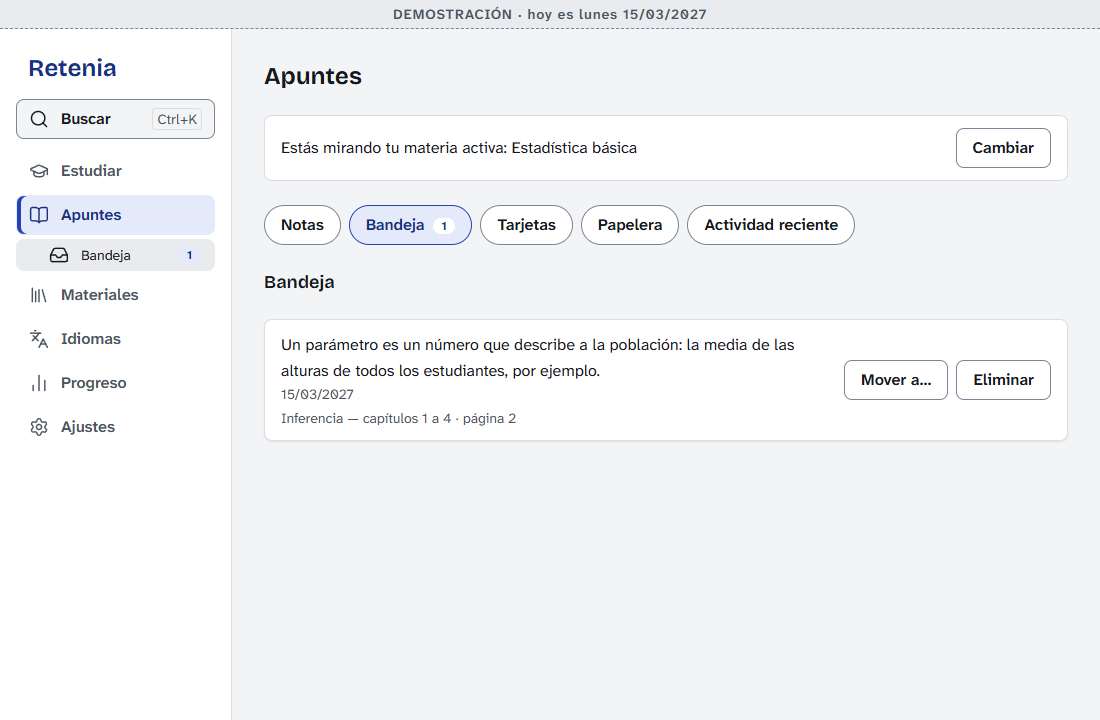 DEMOSTRACIÓN · hoy es lunes 15/03/2027
Retenia
Buscar Ctrl+K
Estudiar
Apuntes
Bandeja 1
Materiales
Idiomas
Progreso
Ajustes
Apuntes
Estás mirando tu materia activa: Estadística básica
Cambiar
Notas
Bandeja 1
Tarjetas
Papelera
Actividad reciente
Bandeja
Un parámetro es un número que describe a la población: la media de las
alturas de todos los estudiantes, por ejemplo.
15/03/2027
Inferencia — capítulos 1 a 4 · página 2
Mover a...
Eliminar